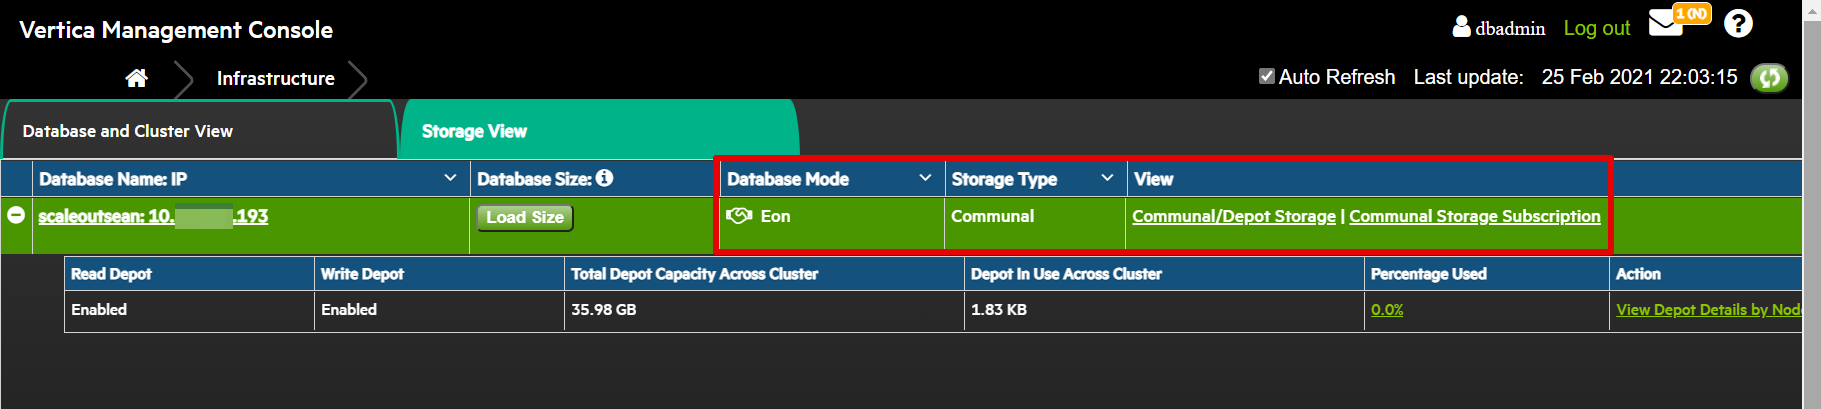 Vertica Management Console
dbadmin Log out 1 (N) ?
Infrastructure
Auto Refresh Last update: 25 Feb 2021 22:03:15
Database and Cluster View Storage View
Database Name: IP Database Size: Database Mode Storage Type View
scaleoutsean: 10. .193 Load Size Eon Communal Communal/Depot Storage | Communal Storage Subscription
Read Depot Write Depot Total Depot Capacity Across Cluster Depot In Use Across Cluster Percentage Used Action
Enabled Enabled 35.98 GB 1.83 KB 0.0% View Depot Details by Nod